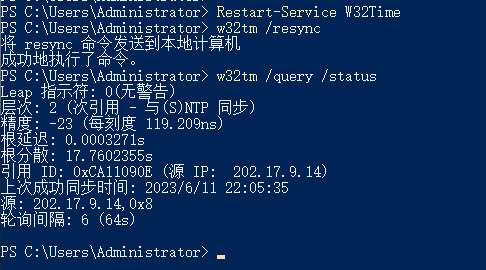 PS C:\Users\Administrator> Restart-Service W32Time
PS C:\Users\Administrator> w32tm /resync
将 resync 命令发送到本地计算机
成功地执行了命令。
PS C:\Users\Administrator> w32tm /query /status
Leap 指示符: 0(无警告)
层次: 2 (次引用 - 与(S)NTP 同步)
精度: -23 (每刻度 119.209ns)
根延迟: 0.0003271s
根分散: 17.7602355s
引用 ID: 0xCA11090E (源 IP:  202.17.9.14)
上次成功同步时间: 2023/6/11 22:05:35
源: 202.17.9.14,0x8
轮询间隔: 6 (64s)
PS C:\Users\Administrator>